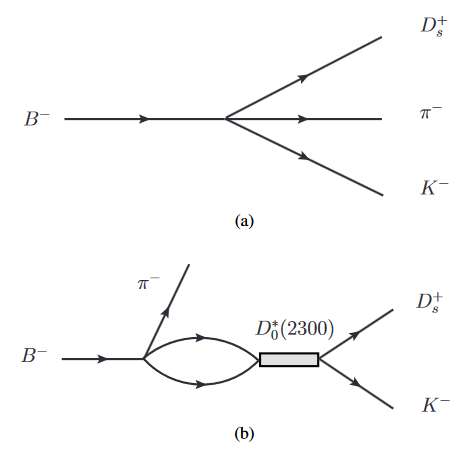 D_s^+
B^-
π^-
K^-
(a)
π^-
D_0^*(2300)
D_s^+
B^-
K^-
(b)